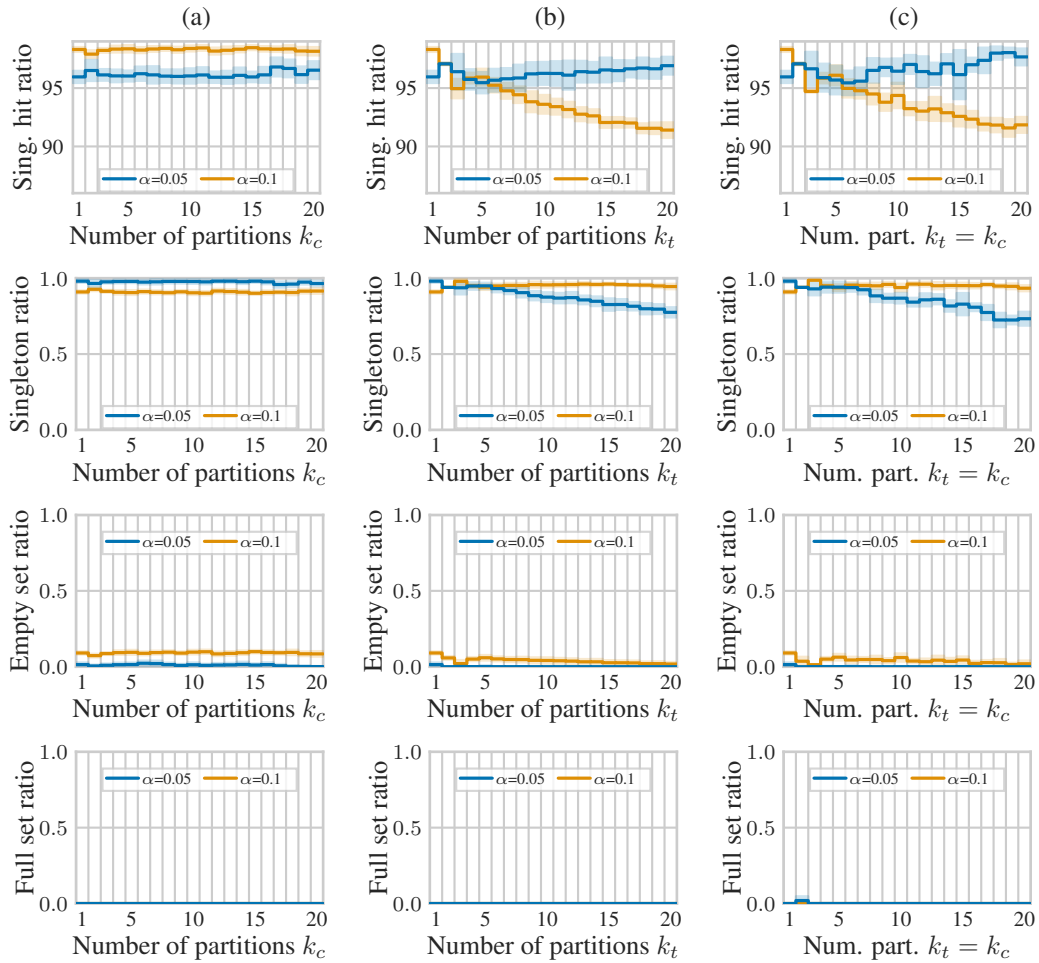 (a) (b) (c)
Sing. hit ratio
95
90
α=0.05 α=0.1
1 5 10 15 20
Number of partitions k_c
Sing. hit ratio
95
90
α=0.05 α=0.1
1 5 10 15 20
Number of partitions k_t
Sing. hit ratio
95
90
α=0.05 α=0.1
1 5 10 15 20
Num. part. k_t = k_c
Singleton ratio
1.0
0.5
0.0
α=0.05 α=0.1
1 5 10 15 20
Number of partitions k_c
Singleton ratio
1.0
0.5
0.0
α=0.05 α=0.1
1 5 10 15 20
Number of partitions k_t
Singleton ratio
1.0
0.5
0.0
α=0.05 α=0.1
1 5 10 15 20
Num. part. k_t = k_c
Empty set ratio
1.0
0.5
0.0
α=0.05 α=0.1
1 5 10 15 20
Number of partitions k_c
Empty set ratio
1.0
0.5
0.0
α=0.05 α=0.1
1 5 10 15 20
Number of partitions k_t
Empty set ratio
1.0
0.5
0.0
α=0.05 α=0.1
1 5 10 15 20
Num. part. k_t = k_c
Full set ratio
1.0
0.5
0.0
α=0.05 α=0.1
1 5 10 15 20
Number of partitions k_c
Full set ratio
1.0
0.5
0.0
α=0.05 α=0.1
1 5 10 15 20
Number of partitions k_t
Full set ratio
1.0
0.5
0.0
α=0.05 α=0.1
1 5 10 15 20
Num. part. k_t = k_c